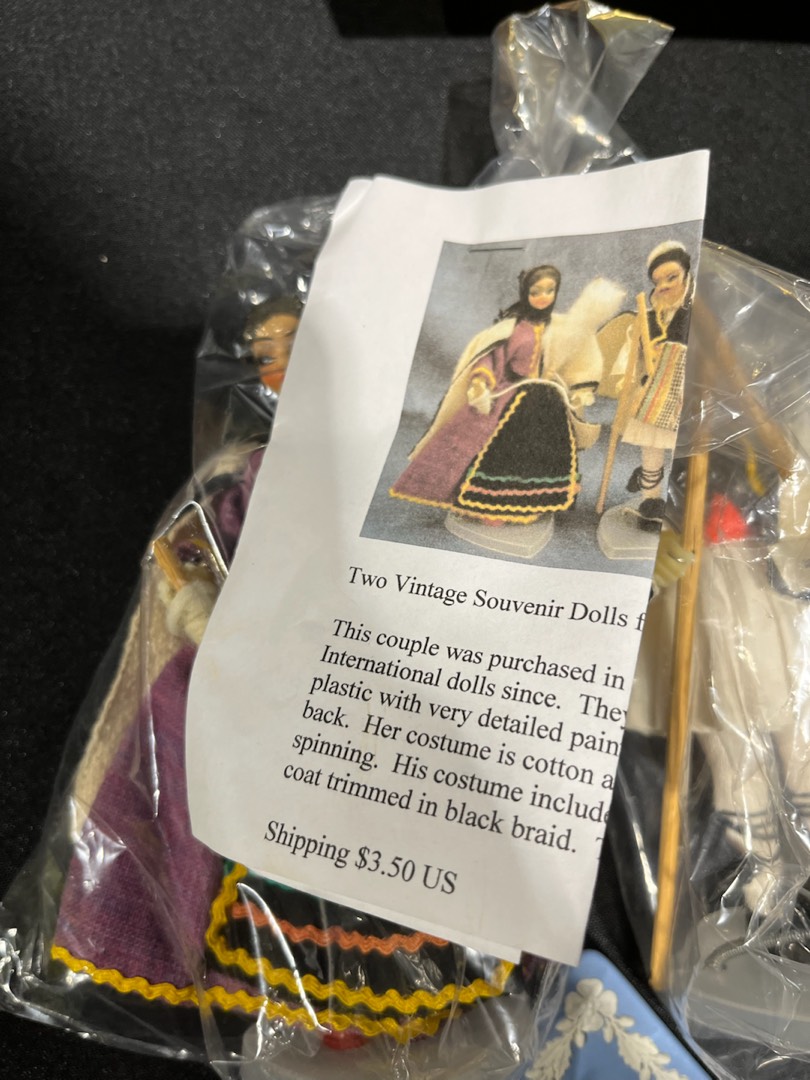 Two Vintage Souvenir Dolls f
This couple was purchased in
International dolls since. They
plastic with very detailed pain
back. Her costume is cotton a
spinning. His costume include
coat trimmed in black braid.
Shipping $3.50 US